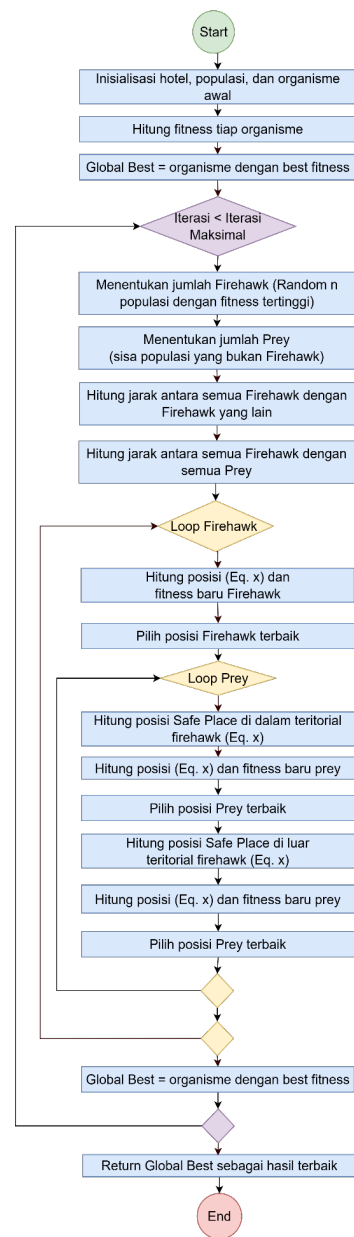 Start
Inisialisasi hotel, populasi, dan organisme
awal
Hitung fitness tiap organisme
Global Best = organisme dengan best fitness
Iterasi < Iterasi
Maksimal
Menentukan jumlah Firehawk (Random n
populasi dengan fitness tertinggi)
Menentukan jumlah Prey
(sisa populasi yang bukan Firehawk)
Hitung jarak antara semua Firehawk dengan
Firehawk yang lain
Hitung jarak antara semua Firehawk dengan
semua Prey
Loop Firehawk
Hitung posisi (Eq. x) dan
fitness baru Firehawk
Pilih posisi Firehawk terbaik
Loop Prey
Hitung posisi Safe Place di dalam teritorial
firehawk (Eq. x)
Hitung posisi (Eq. x) dan fitness baru prey
Pilih posisi Prey terbaik
Hitung posisi Safe Place di luar
teritorial firehawk (Eq. x)
Hitung posisi (Eq. x) dan fitness baru prey
Pilih posisi Prey terbaik
Global Best = organisme dengan best fitness
Return Global Best sebagai hasil terbaik
End